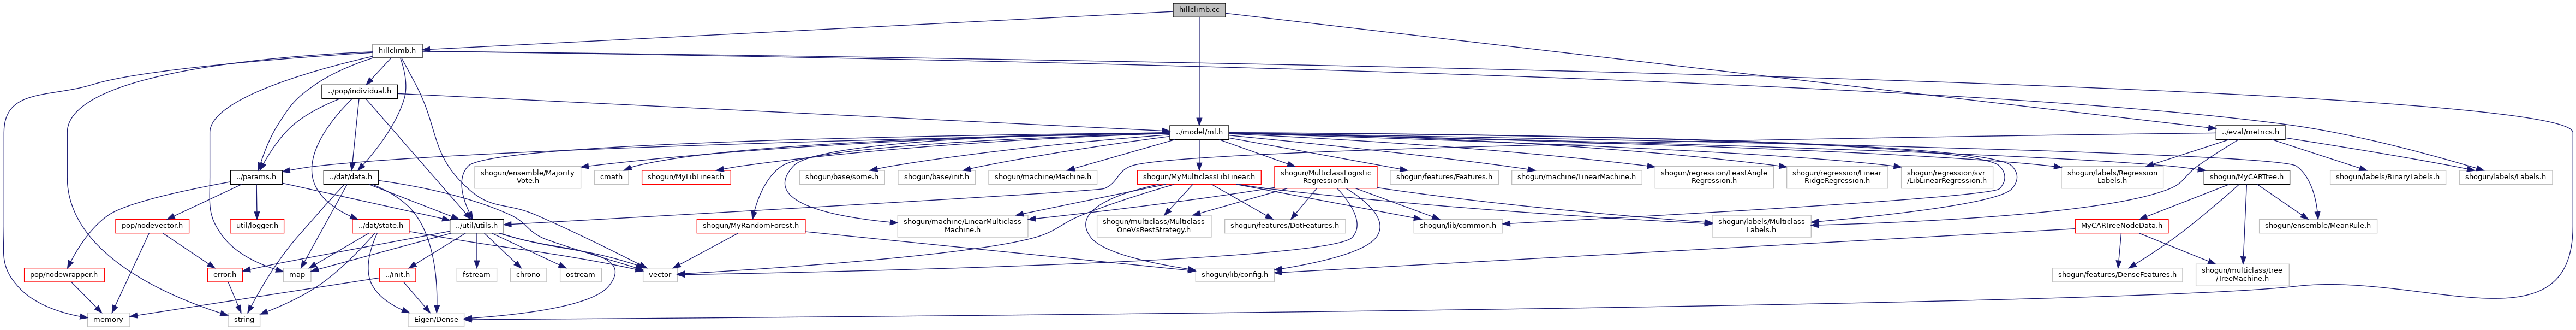 hillclimb.cc
hillclimb.h
../pop/individual.h
../model/ml.h
../eval/metrics.h
../params.h
../dat/data.h
shogun/ensemble/Majority
Vote.h
cmath
shogun/MyLibLinear.h
shogun/base/some.h
shogun/base/init.h
shogun/machine/Machine.h
shogun/MyMulticlassLibLinear.h
shogun/MulticlassLogistic
Regression.h
shogun/features/Features.h
shogun/machine/LinearMachine.h
shogun/regression/LeastAngle
Regression.h
shogun/regression/Linear
RidgeRegression.h
shogun/regression/svr
/LibLinearRegression.h
shogun/labels/Regression
Labels.h
shogun/MyCARTree.h
shogun/labels/BinaryLabels.h
shogun/labels/Labels.h
pop/nodevector.h
util/logger.h
../dat/state.h
../util/utils.h
shogun/MyRandomForest.h
shogun/machine/LinearMulticlass
Machine.h
shogun/multiclass/Multiclass
OneVsRestStrategy.h
shogun/features/DotFeatures.h
shogun/lib/common.h
shogun/labels/Multiclass
Labels.h
MyCARTreeNodeData.h
shogun/ensemble/MeanRule.h
pop/nodewrapper.h
error.h
map
../init.h
fstream
chrono
ostream
vector
shogun/lib/config.h
shogun/features/DenseFeatures.h
shogun/multiclass/tree
/TreeMachine.h
memory
string
Eigen/Dense